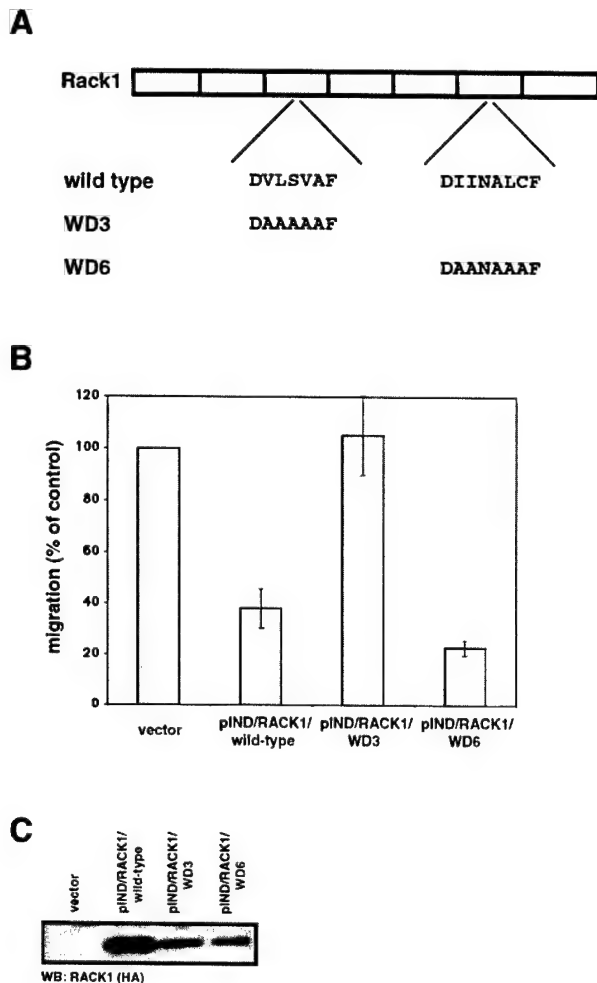 A
Rack1
wild type DVLSVAF DIINALCF
WD3 DAAAAAF
WD6 DAANAAAF
B
migration (% of control)
120
100
80
60
40
20
0
vector
pIND/RACK1/
wild-type
pIND/RACK1/
WD3
pIND/RACK1/
WD6
C
vector
pIND/RACK1/
wild-type
pIND/RACK1/
WD3
pIND/RACK1/
WD6
WB: RACK1 (HA)